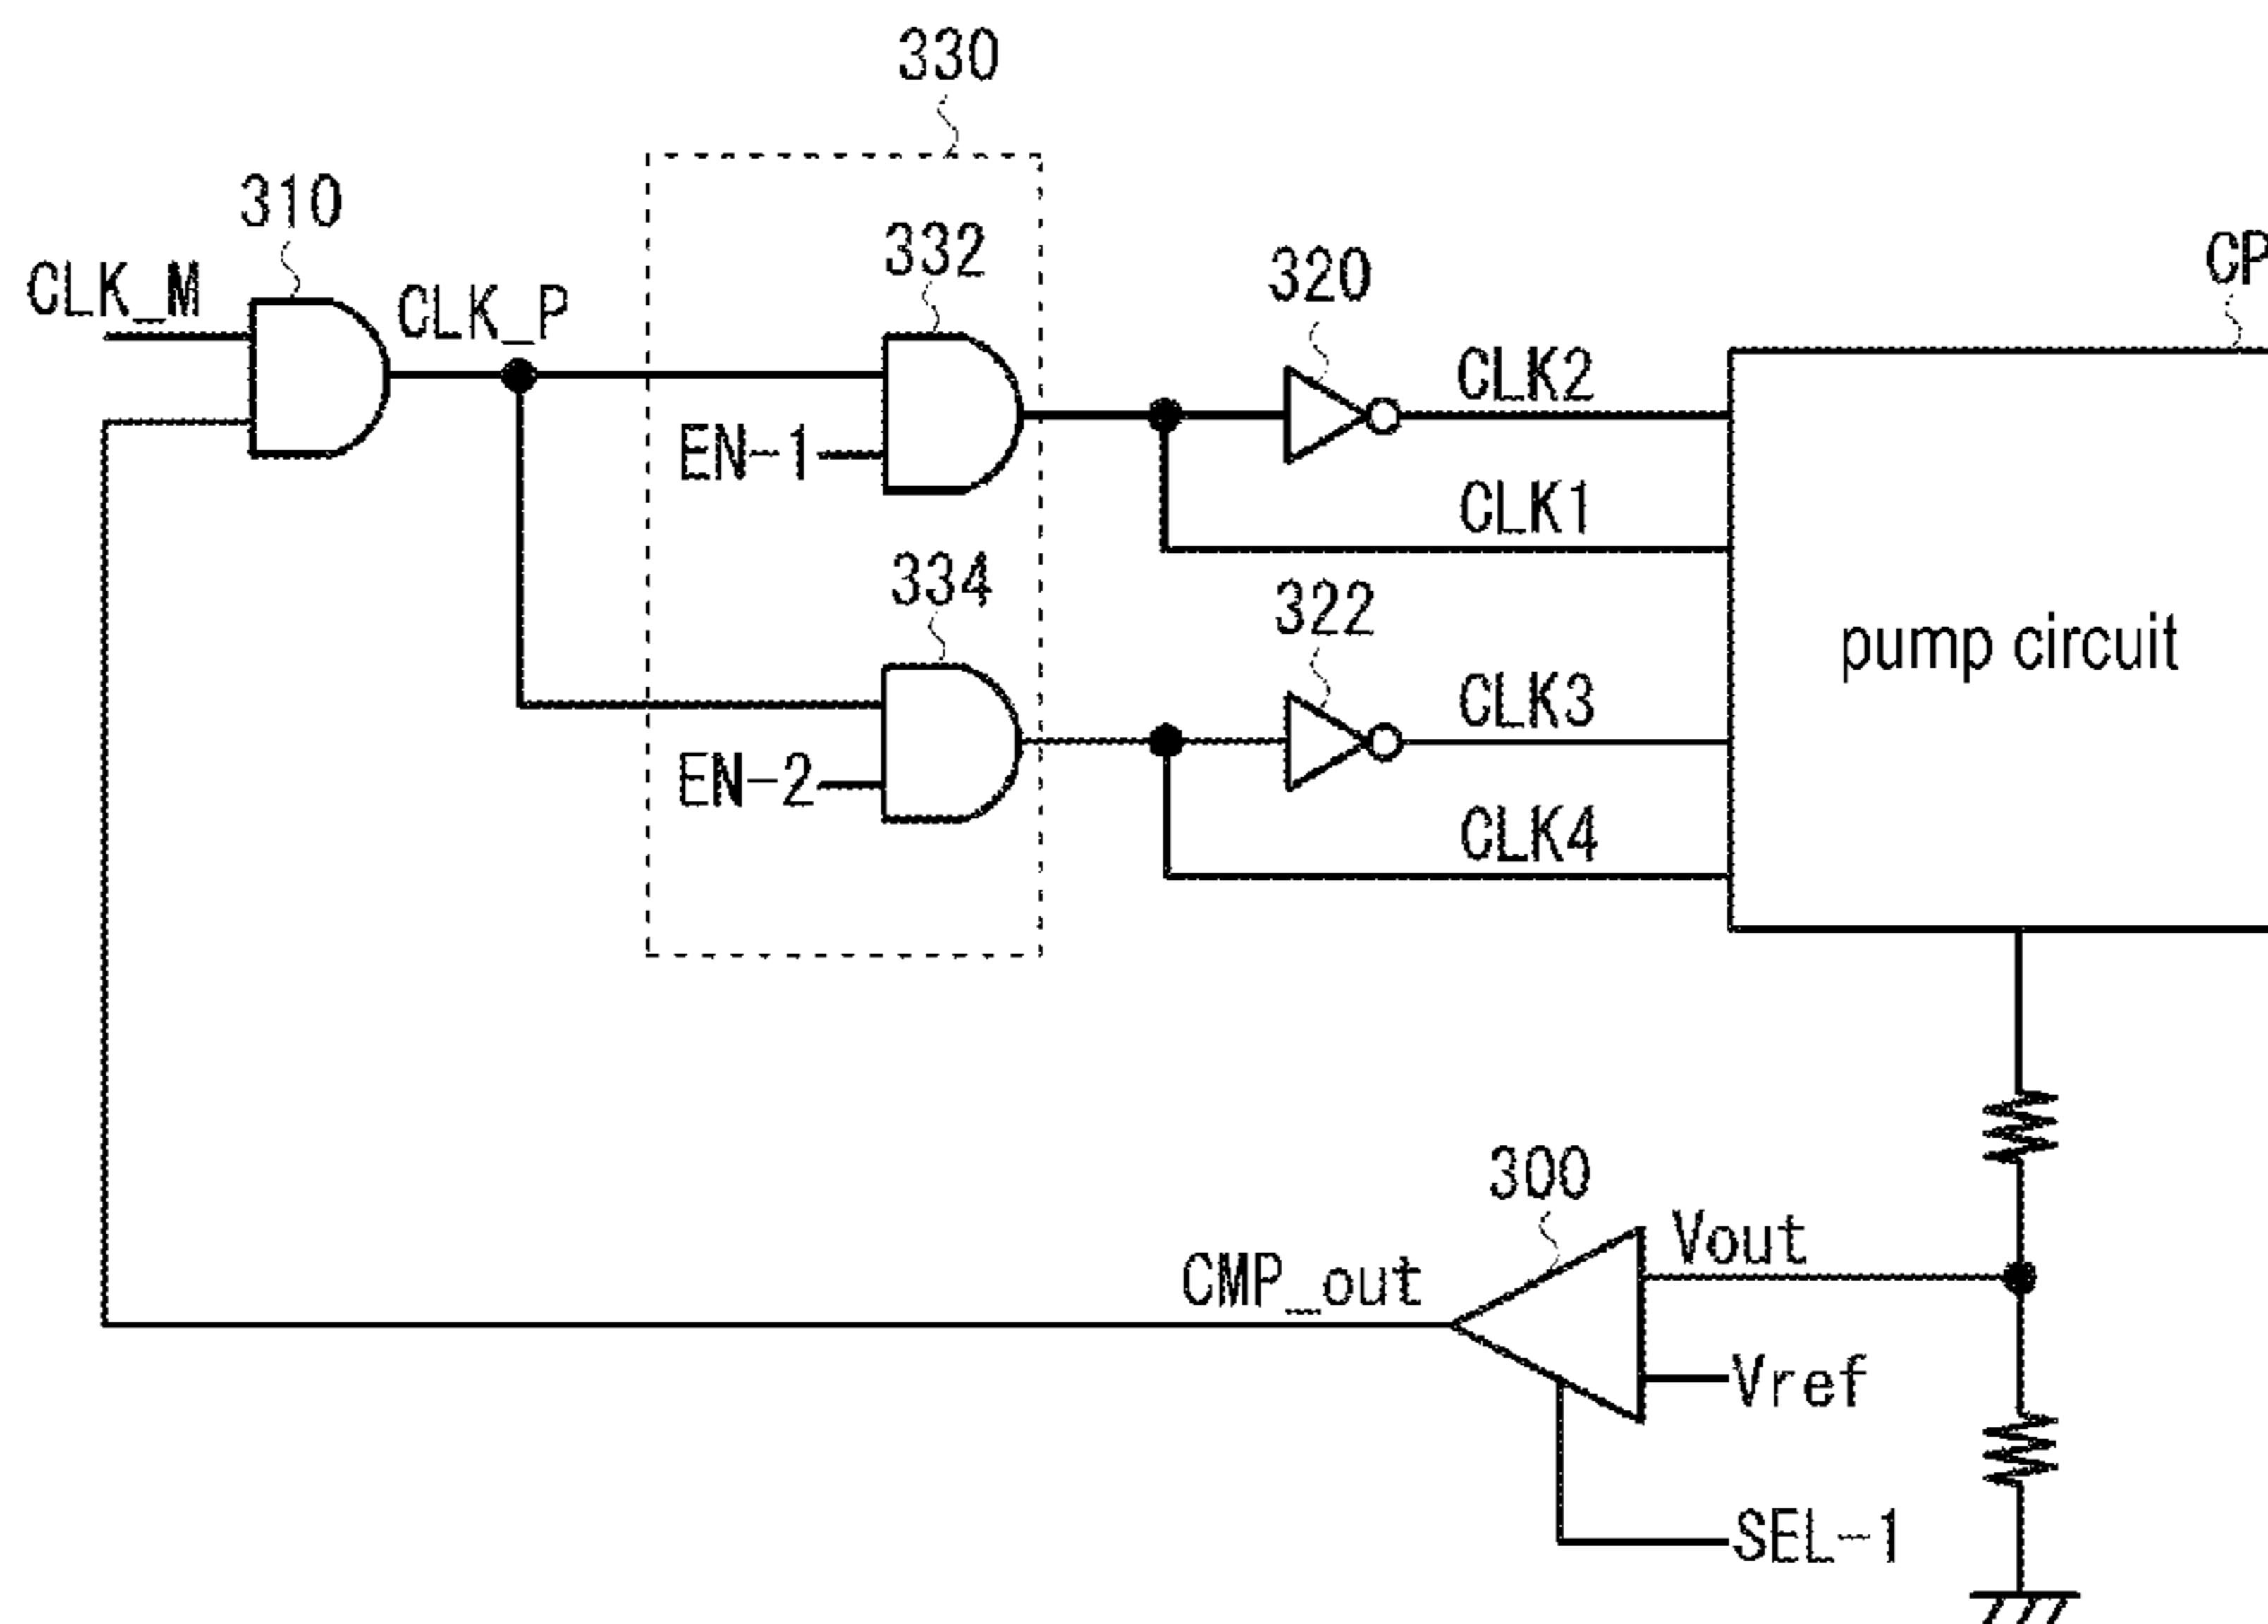 330
310
332
320
CP
CLK_M
CLK_P
CLK2
EN-1
CLK1
334
322
pump circuit
CLK3
EN-2
CLK4
300
Vout
CMP_out
Vref
SEL-1